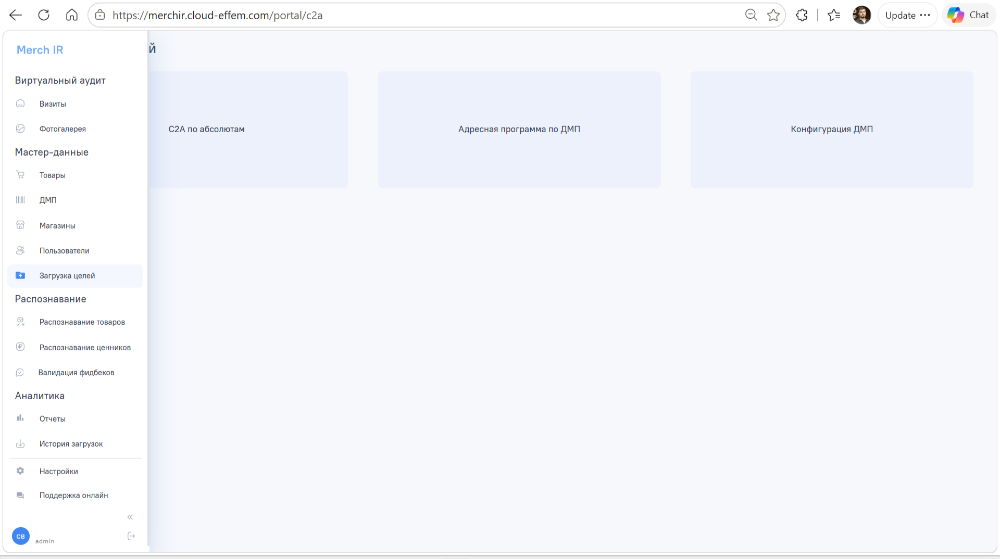 https://merchir.cloud-effem.com/portal/c2a
Update
Chat
Merch IR
й
Виртуальный аудит
Визиты
Фотогалерея
Мастер-данные
Товары
ДМП
Магазины
Пользователи
Загрузка целей
Распознавание
Распознавание товаров
Распознавание ценников
Валидация фидбеков
Аналитика
Отчеты
История загрузок
Настройки
Поддержка онлайн
СВ
admin
C2A по абсолютам
Адресная программа по ДМП
Конфигурация ДМП